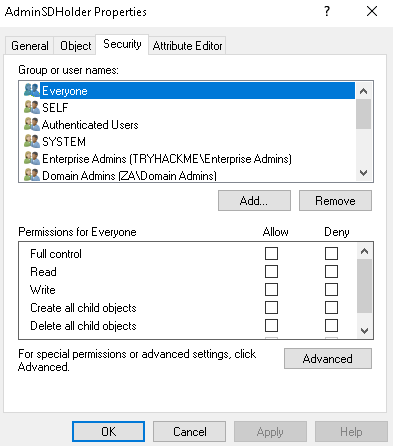 AdminSDHolder Properties
? ×
General Object Security Attribute Editor
Group or user names:
Everyone
SELF
Authenticated Users
SYSTEM
Enterprise Admins (TRYHACKME\Enterprise Admins)
Domain Admins (ZA\Domain Admins)
Add... Remove
Permissions for Everyone Allow Deny
Full control
Read
Write
Create all child objects
Delete all child objects
For special permissions or advanced settings, click
Advanced.
Advanced
OK Cancel Apply Help